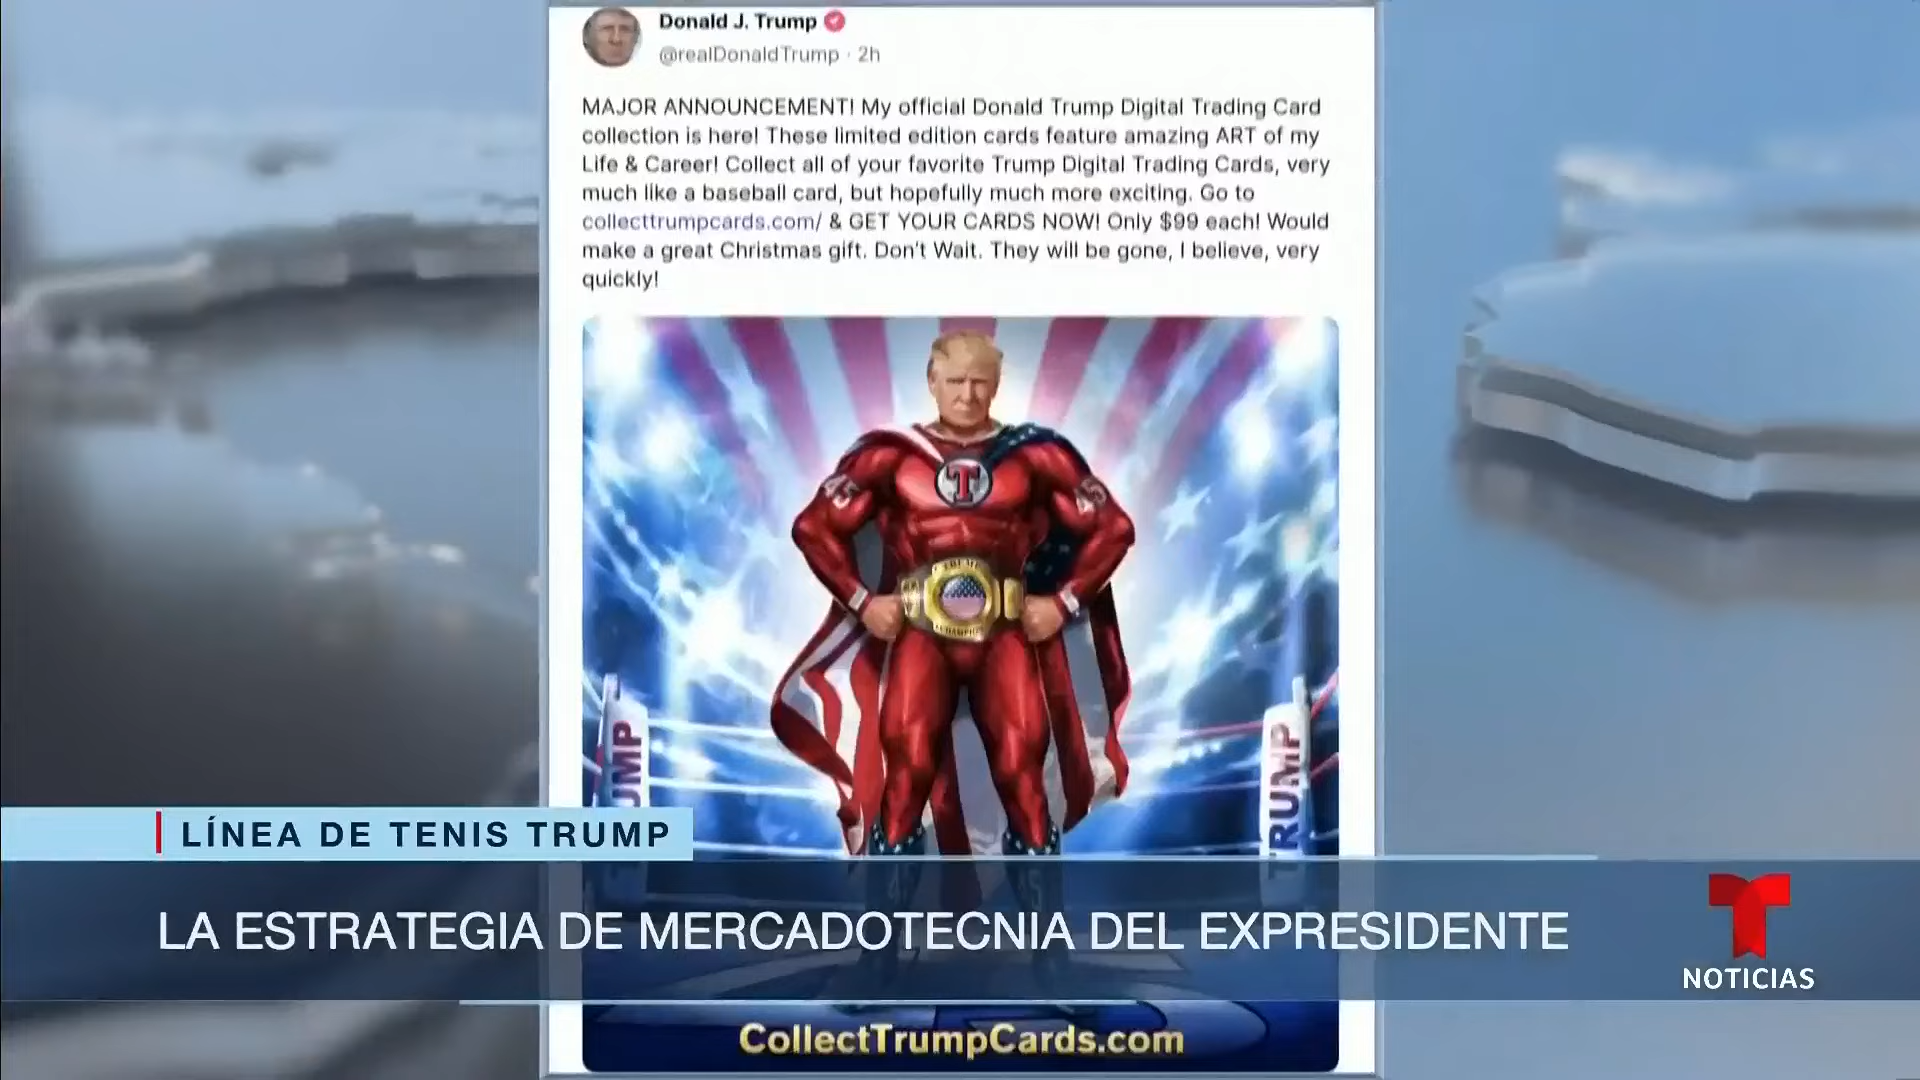 Donald J. Trump
@realDonaldTrump · 2h
MAJOR ANNOUNCEMENT! My official Donald Trump Digital Trading Card
collection is here! These limited edition cards feature amazing ART of my
Life & Career! Collect all of your favorite Trump Digital Trading Cards, very
much like a baseball card, but hopefully much more exciting. Go to
collecttrumpcards.com/ & GET YOUR CARDS NOW! Only $99 each! Would
make a great Christmas gift. Don't Wait. They will be gone, I believe, very
quickly!
T
45
45
TRUMP
LÍNEA DE TENIS TRUMP
LA ESTRATEGIA DE MERCADOTECNIA DEL EXPRESIDENTE
NOTICIAS
CollectTrumpCards.com